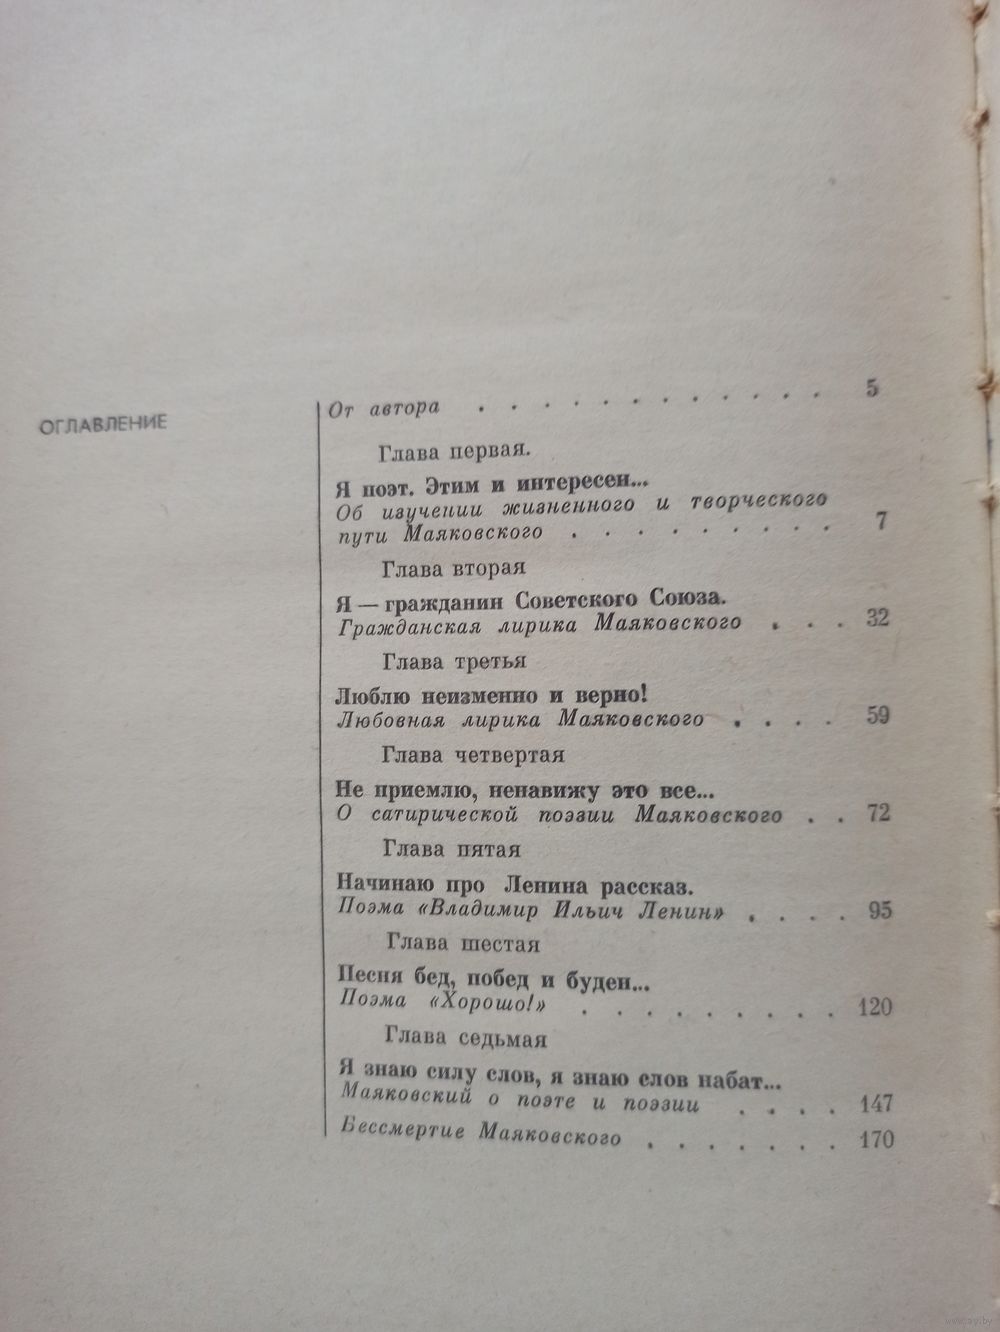 ОГЛАВЛЕНИЕ
От автора . . . . . . . . . . . . 5
Глава первая.
Я поэт. Этим и интересен...
Об изучении жизненного и творческого
пути Маяковского . . . . . . . . . 7
Глава вторая
Я — гражданин Советского Союза.
Гражданская лирика Маяковского . . . 32
Глава третья
Люблю неизменно и верно!
Любовная лирика Маяковского . . . . 59
Глава четвертая
Не приемлю, ненавижу это все...
О сатирической поэзии Маяковского . . 72
Глава пятая
Начинаю про Ленина рассказ.
Поэма «Владимир Ильич Ленин» . . . . 95
Глава шестая
Песня бед, побед и буден...
Поэма «Хорошо!» . . . . . . . . . 120
Глава седьмая
Я знаю силу слов, я знаю слов набат...
Маяковский о поэте и поэзии . . . . 147
Бессмертие Маяковского . . . . . . . 170
www.ay.by